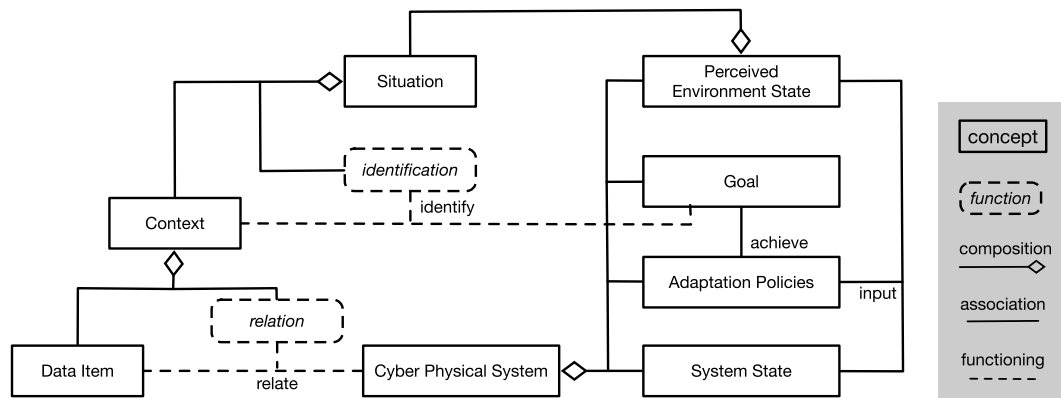 Situation
Perceived
Environment State
concept
identification
Goal
function
identify
Context
achieve
composition
Adaptation Policies
input
association
relation
functioning
Data Item
relate
Cyber Physical System
System State